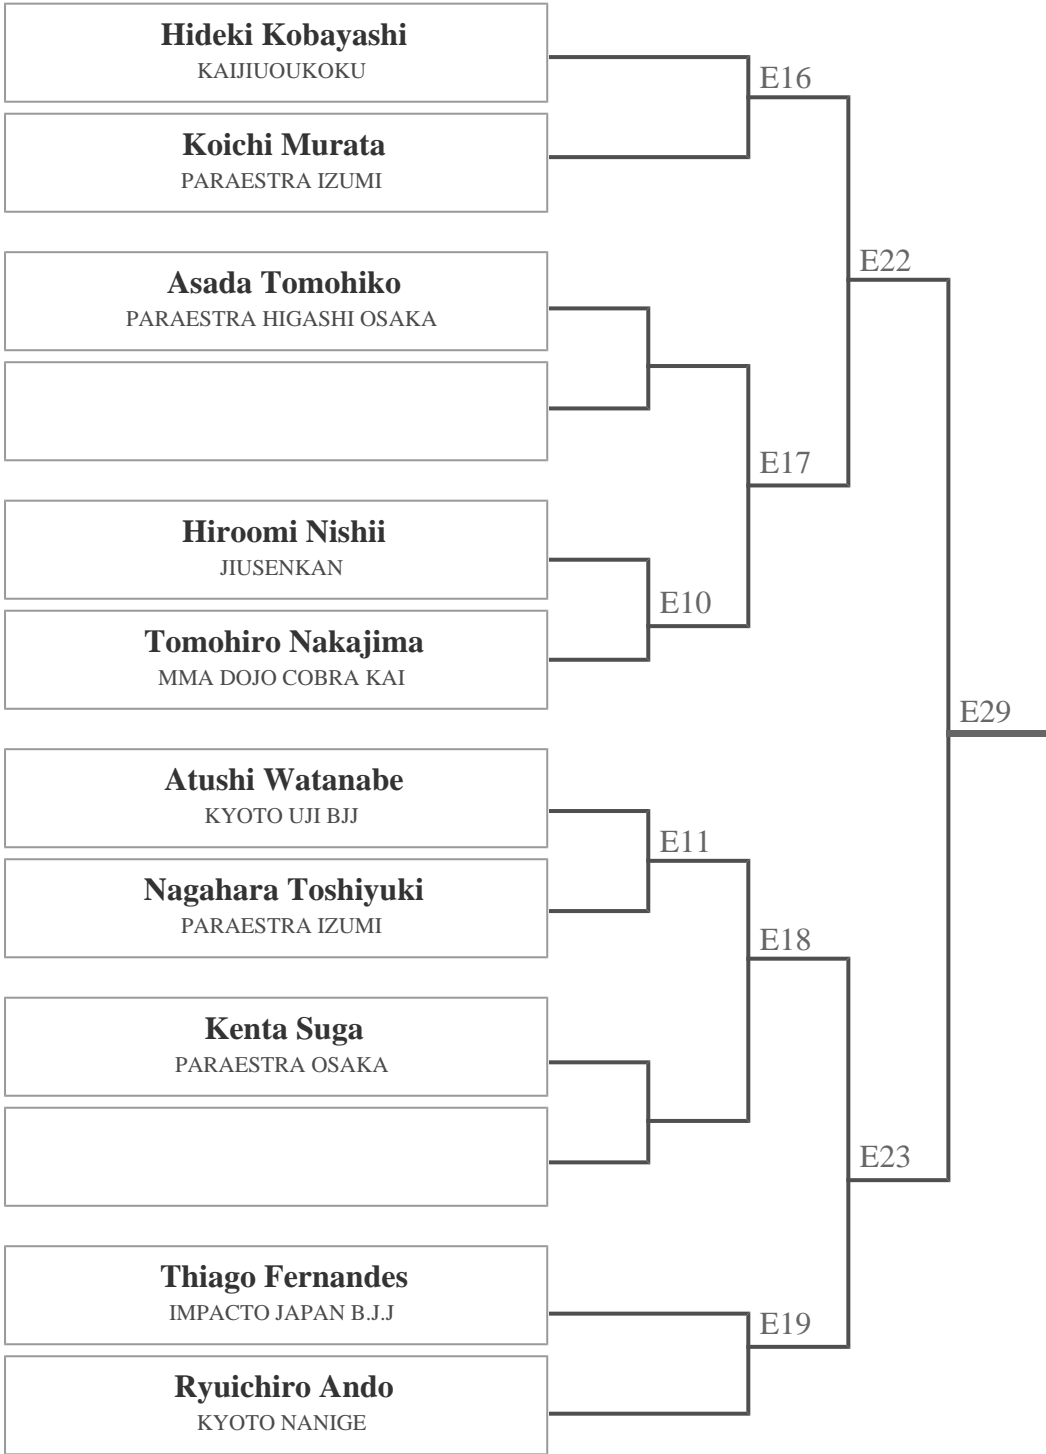 Hideki Kobayashi
KAIJIUOUKOKU
E16
Koichi Murata
PARAESTRA IZUMI
E22
Asada Tomohiko
PARAESTRA HIGASHI OSAKA
E17
Hiroomi Nishii
JIUSENKAN
E10
Tomohiro Nakajima
MMA DOJO COBRA KAI
E29
Atushi Watanabe
KYOTO UJI BJJ
E11
Nagahara Toshiyuki
PARAESTRA IZUMI
E18
Kenta Suga
PARAESTRA OSAKA
E23
Thiago Fernandes
IMPACTO JAPAN B.J.J
E19
Ryuichiro Ando
KYOTO NANIGE